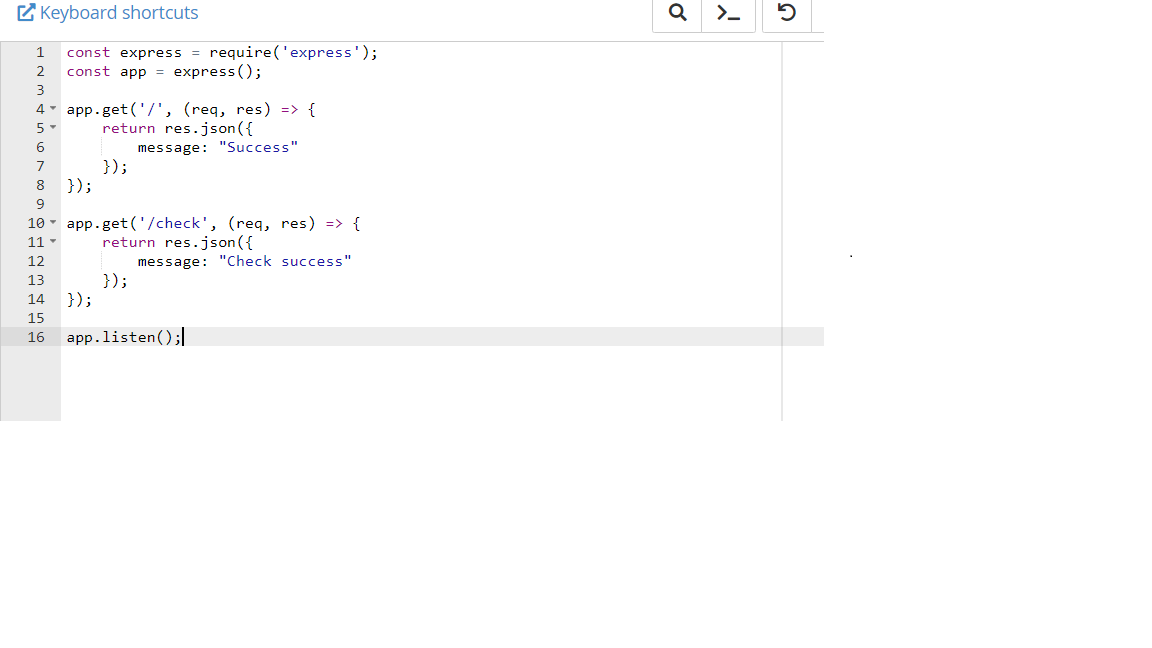 Keyboard shortcuts
1 const express = require('express');
2 const app = express();
3
4 app.get('/', (req, res) => {
5     return res.json({
6         message: "Success"
7     });
8 });
9
10 app.get('/check', (req, res) => {
11     return res.json({
12         message: "Check success"
13     });
14 });
15
16 app.listen();